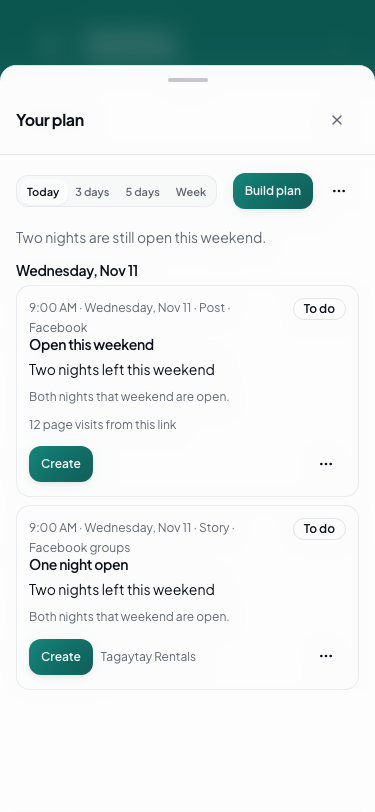 Your plan
Today 3 days 5 days Week Build plan
Two nights are still open this weekend.
Wednesday, Nov 11
9:00 AM · Wednesday, Nov 11 · Post ·
Facebook
To do
Open this weekend
Two nights left this weekend
Both nights that weekend are open.
12 page visits from this link
Create
9:00 AM · Wednesday, Nov 11 · Story ·
Facebook groups
To do
One night open
Two nights left this weekend
Both nights that weekend are open.
Create Tagaytay Rentals